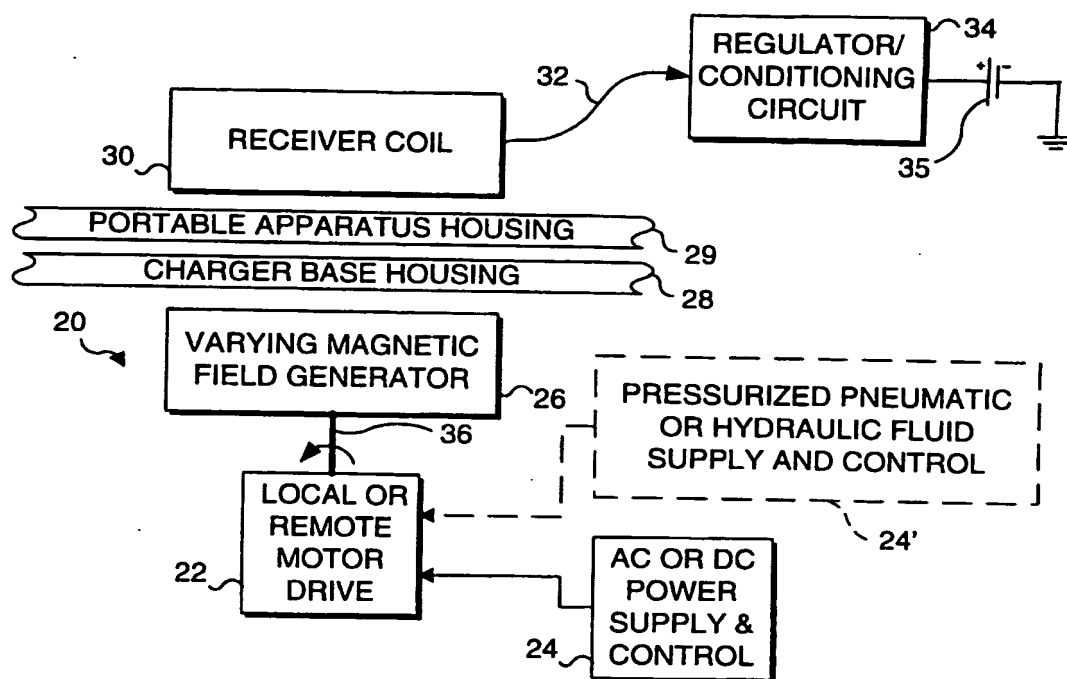 34
REGULATOR/
CONDITIONING
CIRCUIT
+ -
35
32
RECEIVER COIL
30
PORTABLE APPARATUS HOUSING
29
CHARGER BASE HOUSING
28
20
VARYING MAGNETIC
FIELD GENERATOR
26
36
PRESSURIZED PNEUMATIC
OR HYDRAULIC FLUID
SUPPLY AND CONTROL
24'
LOCAL OR
REMOTE
MOTOR
DRIVE
22
AC OR DC
POWER
SUPPLY &
CONTROL
24